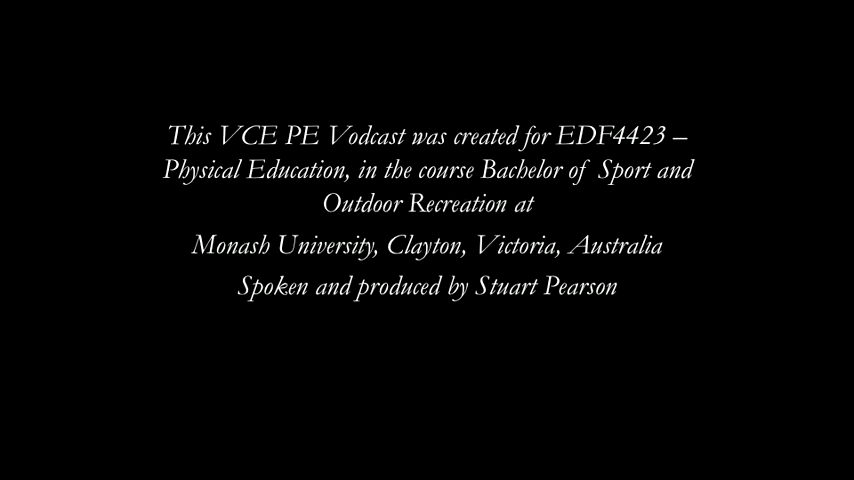 This VCE PE Vodcast was created for EDF4423 –
Physical Education, in the course Bachelor of Sport and
Outdoor Recreation at
Monash University, Clayton, Victoria, Australia
Spoken and produced by Stuart Pearson